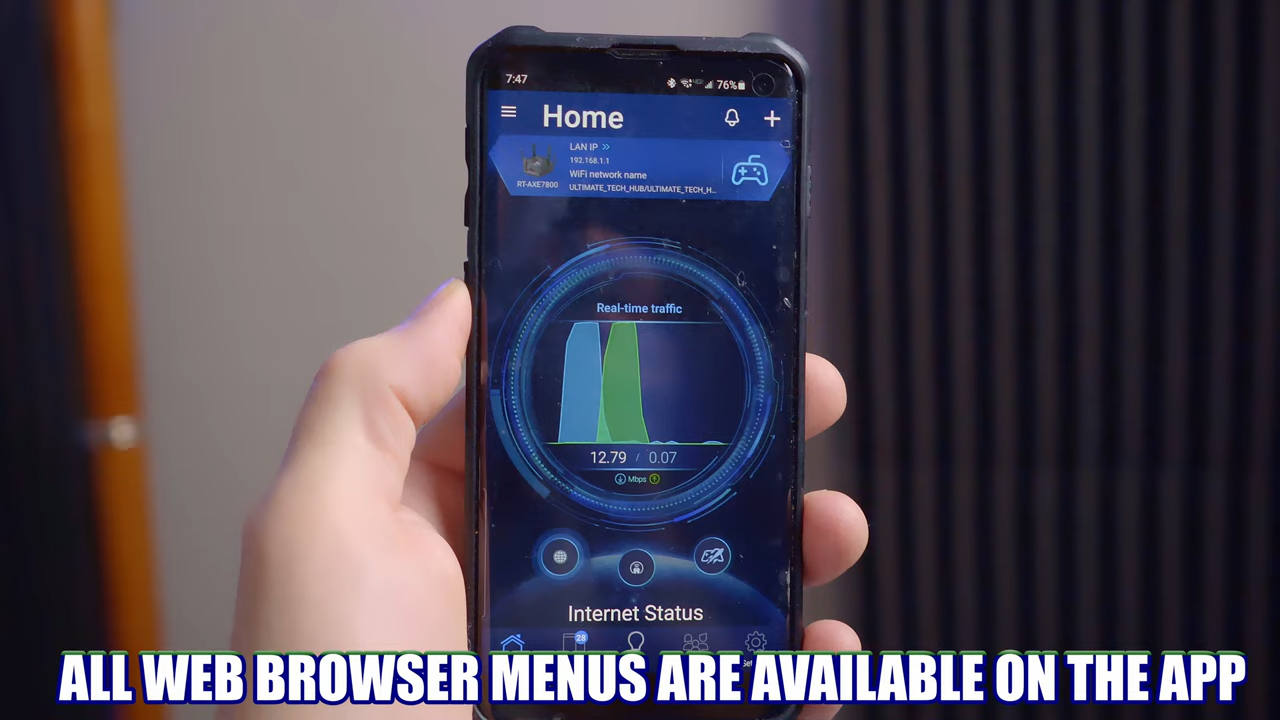 7:47
76%
Home
LAN IP »
192.168.1.1
WiFi network name
RT-AXE7800
ULTIMATE_TECH_HUB/ULTIMATE_TECH_H...
Real-time traffic
12.79 / 0.07
Mbps
Internet Status
28
ALL WEB BROWSER MENUS ARE AVAILABLE ON THE APP